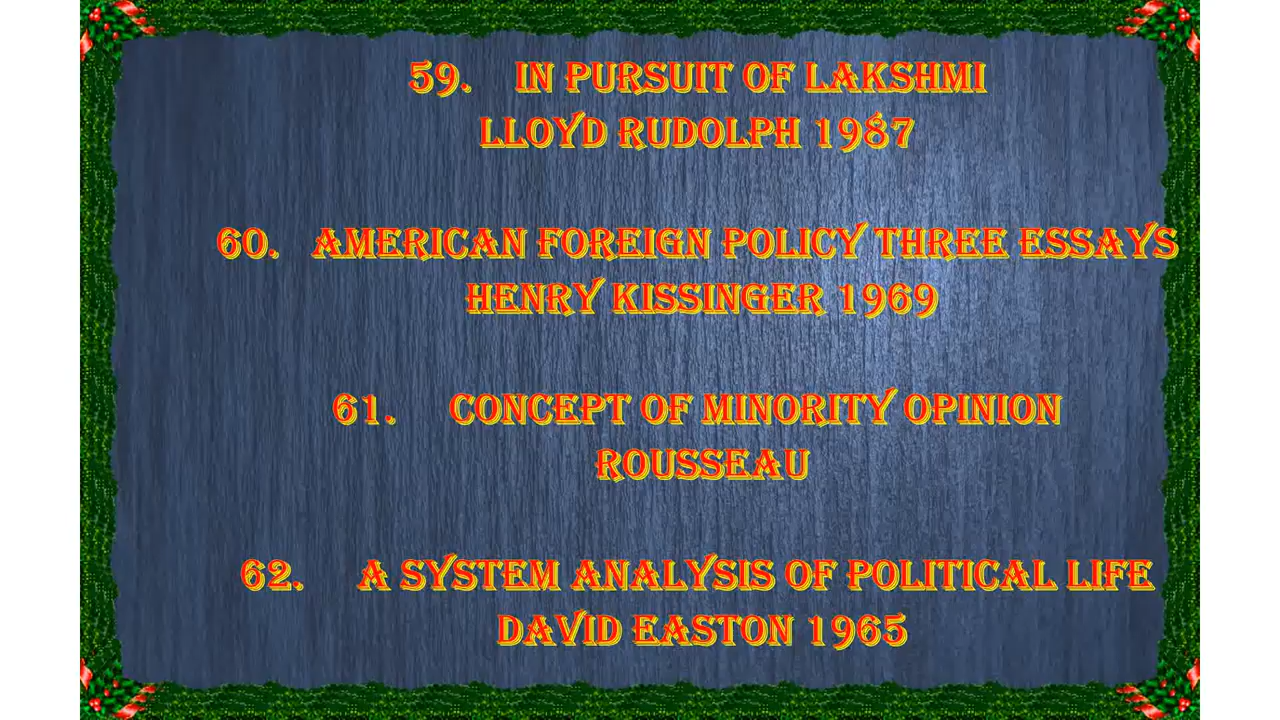 59. IN PURSUIT OF LAKSHMI
LLOYD RUDOLPH 1987
60. AMERICAN FOREIGN POLICY THREE ESSAYS
HENRY KISSINGER 1969
61. CONCEPT OF MINORITY OPINION
ROUSSEAU
62. A SYSTEM ANALYSIS OF POLITICAL LIFE
DAVID EASTON 1965